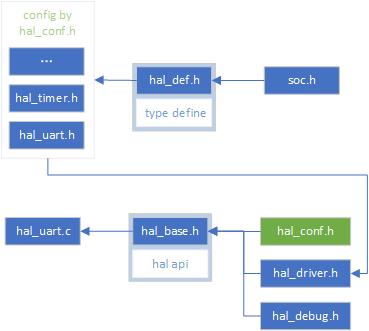 config by
hal_conf.h
...
hal_timer.h
hal_uart.h
hal_def.h
type define
soc.h
hal_uart.c
hal_base.h
hal api
hal_conf.h
hal_driver.h
hal_debug.h